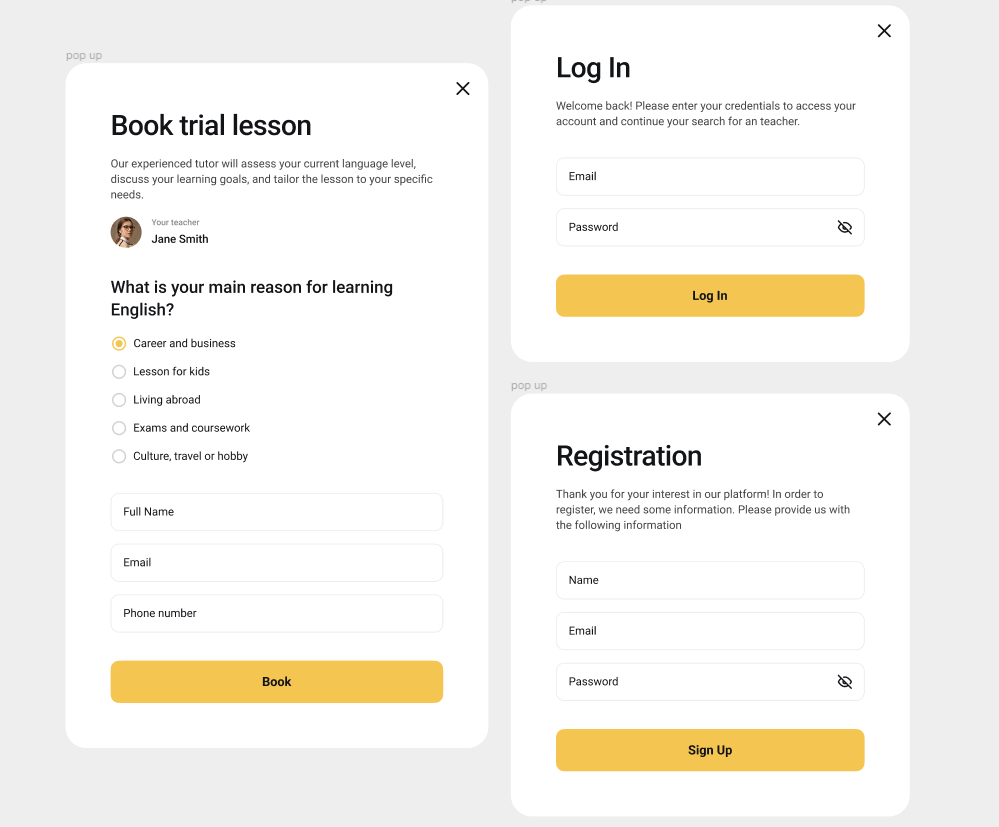 pop up
Book trial lesson
Our experienced tutor will assess your current language level,
discuss your learning goals, and tailor the lesson to your specific
needs.
Your teacher
Jane Smith
What is your main reason for learning
English?
Career and business
Lesson for kids
Living abroad
Exams and coursework
Culture, travel or hobby
Full Name
Email
Phone number
Book
pop up
Log In
Welcome back! Please enter your credentials to access your
account and continue your search for an teacher.
Email
Password
Log In
pop up
Registration
Thank you for your interest in our platform! In order to
register, we need some information. Please provide us with
the following information
Name
Email
Password
Sign Up